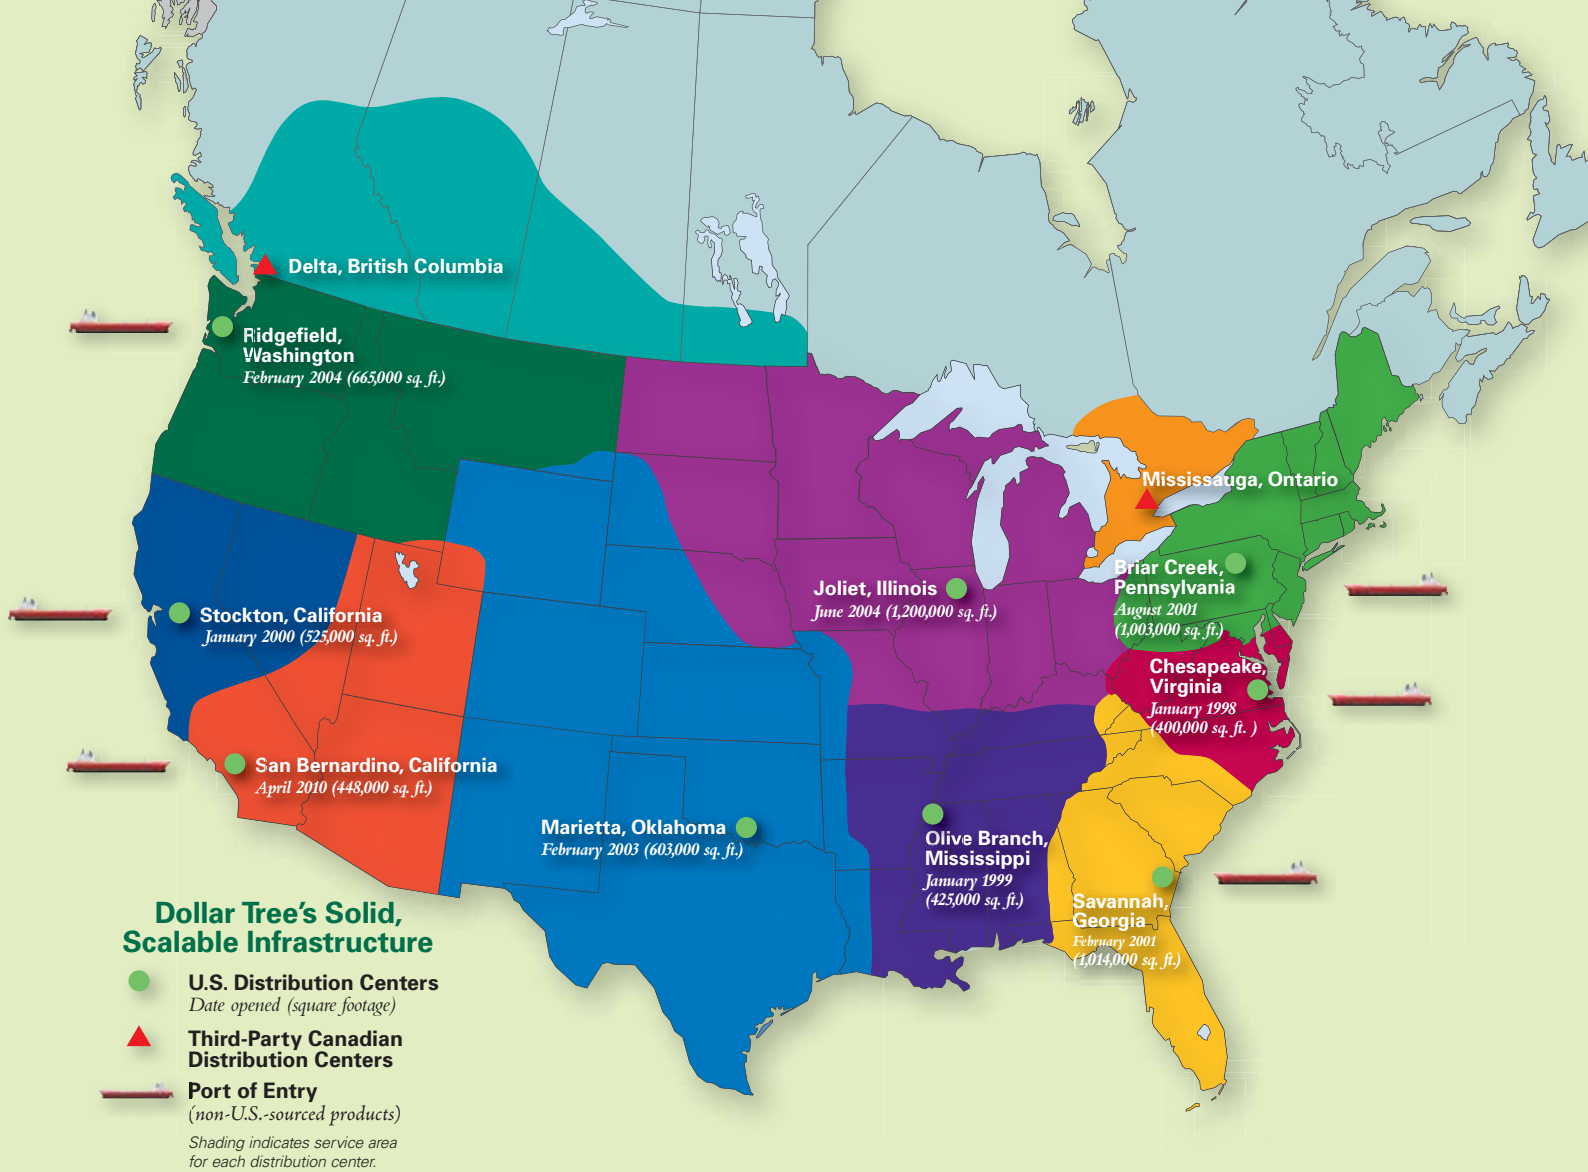 Delta, British Columbia
Ridgefield,
Washington
February 2004 (665,000 sq. ft.)
Mississauga, Ontario
Briar Creek,
Pennsylvania
August 2001
(1,003,000 sq. ft.)
Joliet, Illinois
June 2004 (1,200,000 sq. ft.)
Stockton, California
January 2000 (525,000 sq. ft.)
Chesapeake,
Virginia
January 1998
(400,000 sq. ft. )
San Bernardino, California
April 2010 (448,000 sq. ft.)
Marietta, Oklahoma
February 2003 (603,000 sq. ft.)
Olive Branch,
Mississippi
January 1999
(425,000 sq. ft.)
Savannah,
Georgia
February 2001
(1,014,000 sq. ft.)
Dollar Tree’s Solid,
Scalable Infrastructure
U.S. Distribution Centers
Date opened (square footage)
Third-Party Canadian
Distribution Centers
Port of Entry
(non-U.S.-sourced products)
Shading indicates service area
for each distribution center.